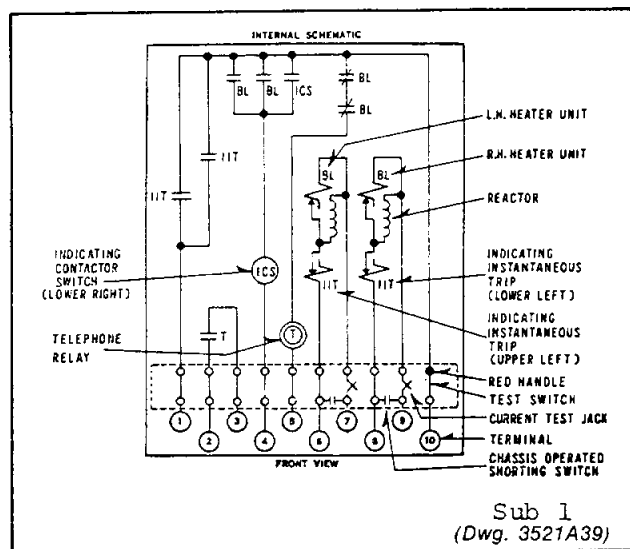 INTERNAL SCHEMATIC
BL
BL
ICS
BL
BL
IIT
IIT
L.H. HEATER UNIT
R.H. HEATER UNIT
REACTOR
BL
BL
INDICATING
CONTACTOR
SWITCH
(LOWER RIGHT)
ICS
IIT
IIT
INDICATING
INSTANTANEOUS
TRIP
(LOWER LEFT)
INDICATING
INSTANTANEOUS
TRIP
(UPPER LEFT)
TELEPHONE
RELAY
T
T
RED HANDLE
TEST SWITCH
CURRENT TEST JACK
TERMINAL
CHASSIS OPERATED
SHORTING SWITCH
1 2 3 4 5 6 7 8 9 10
FRONT VIEW
Sub 1
(Dwg. 3521A39)